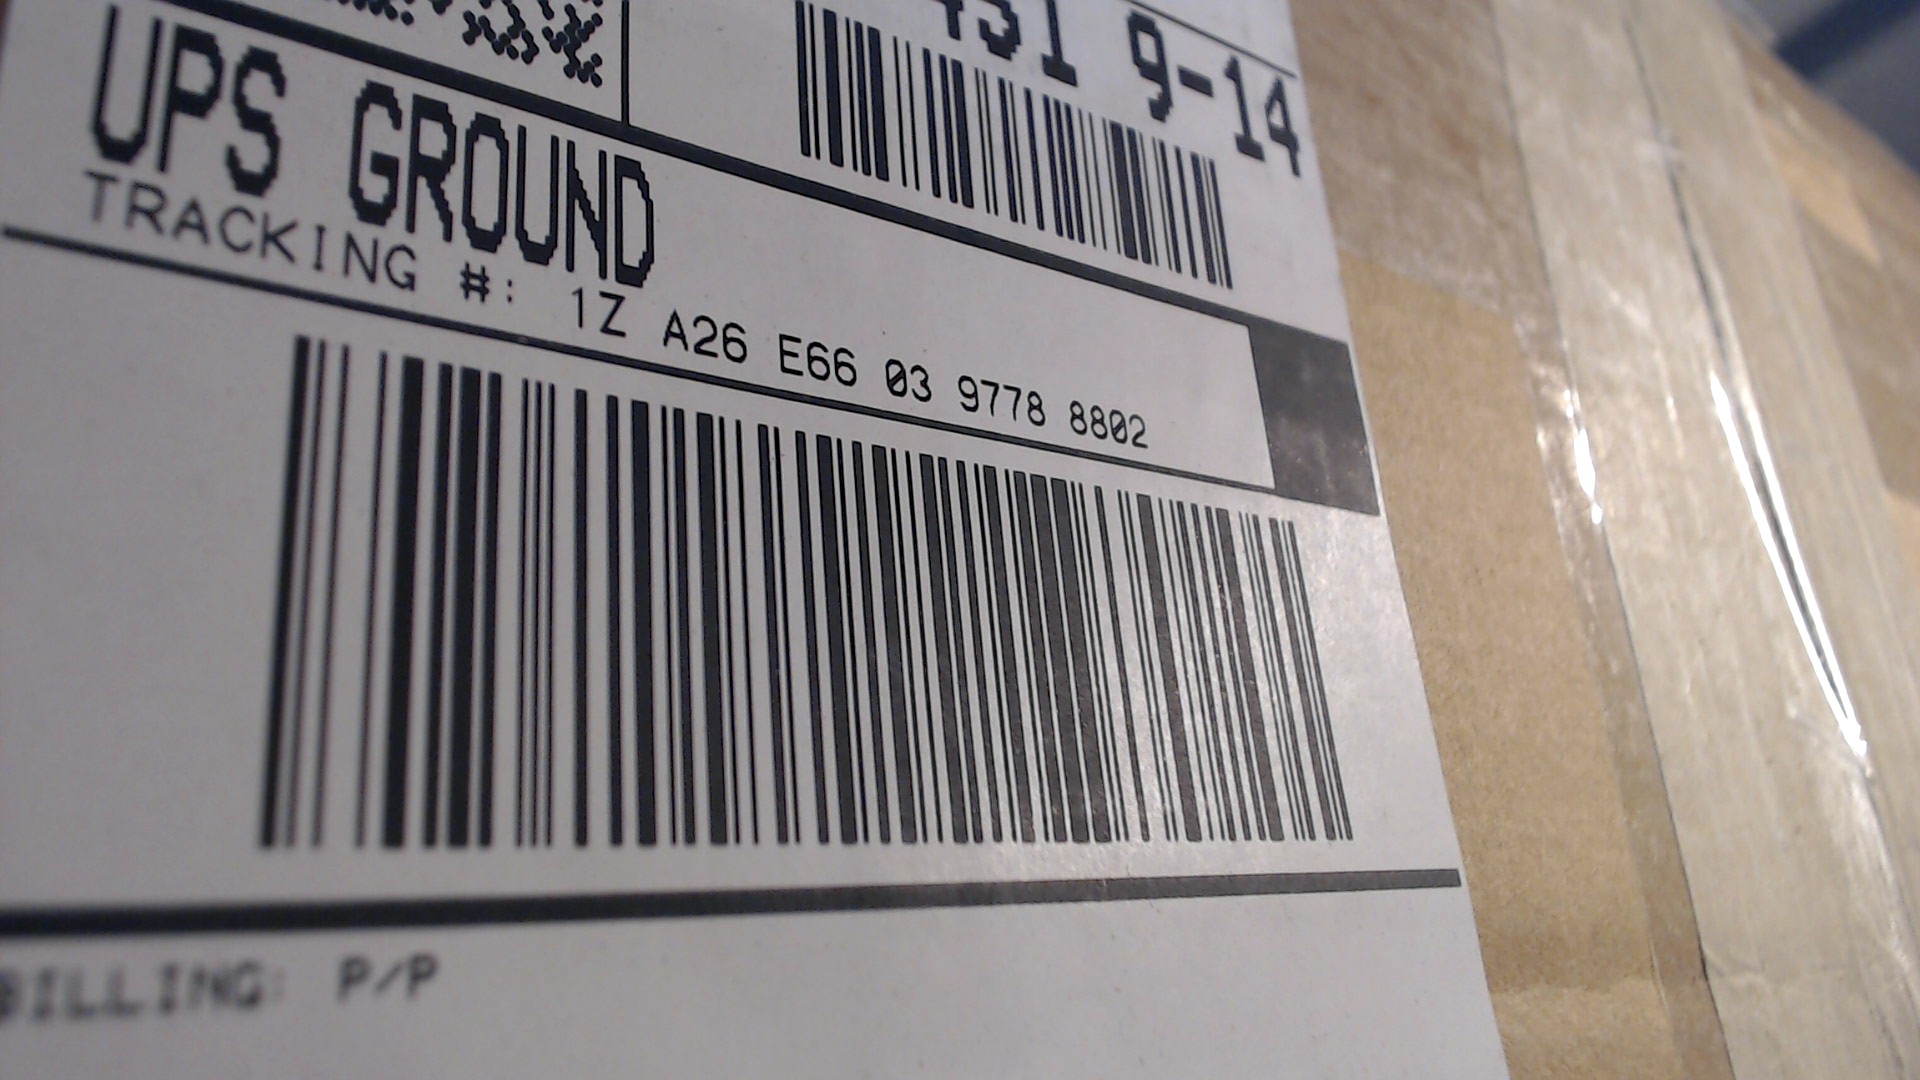 431 9-14
UPS GROUND
TRACKING #: 1Z A26 E66 03 9778 8802
BILLING: P/P